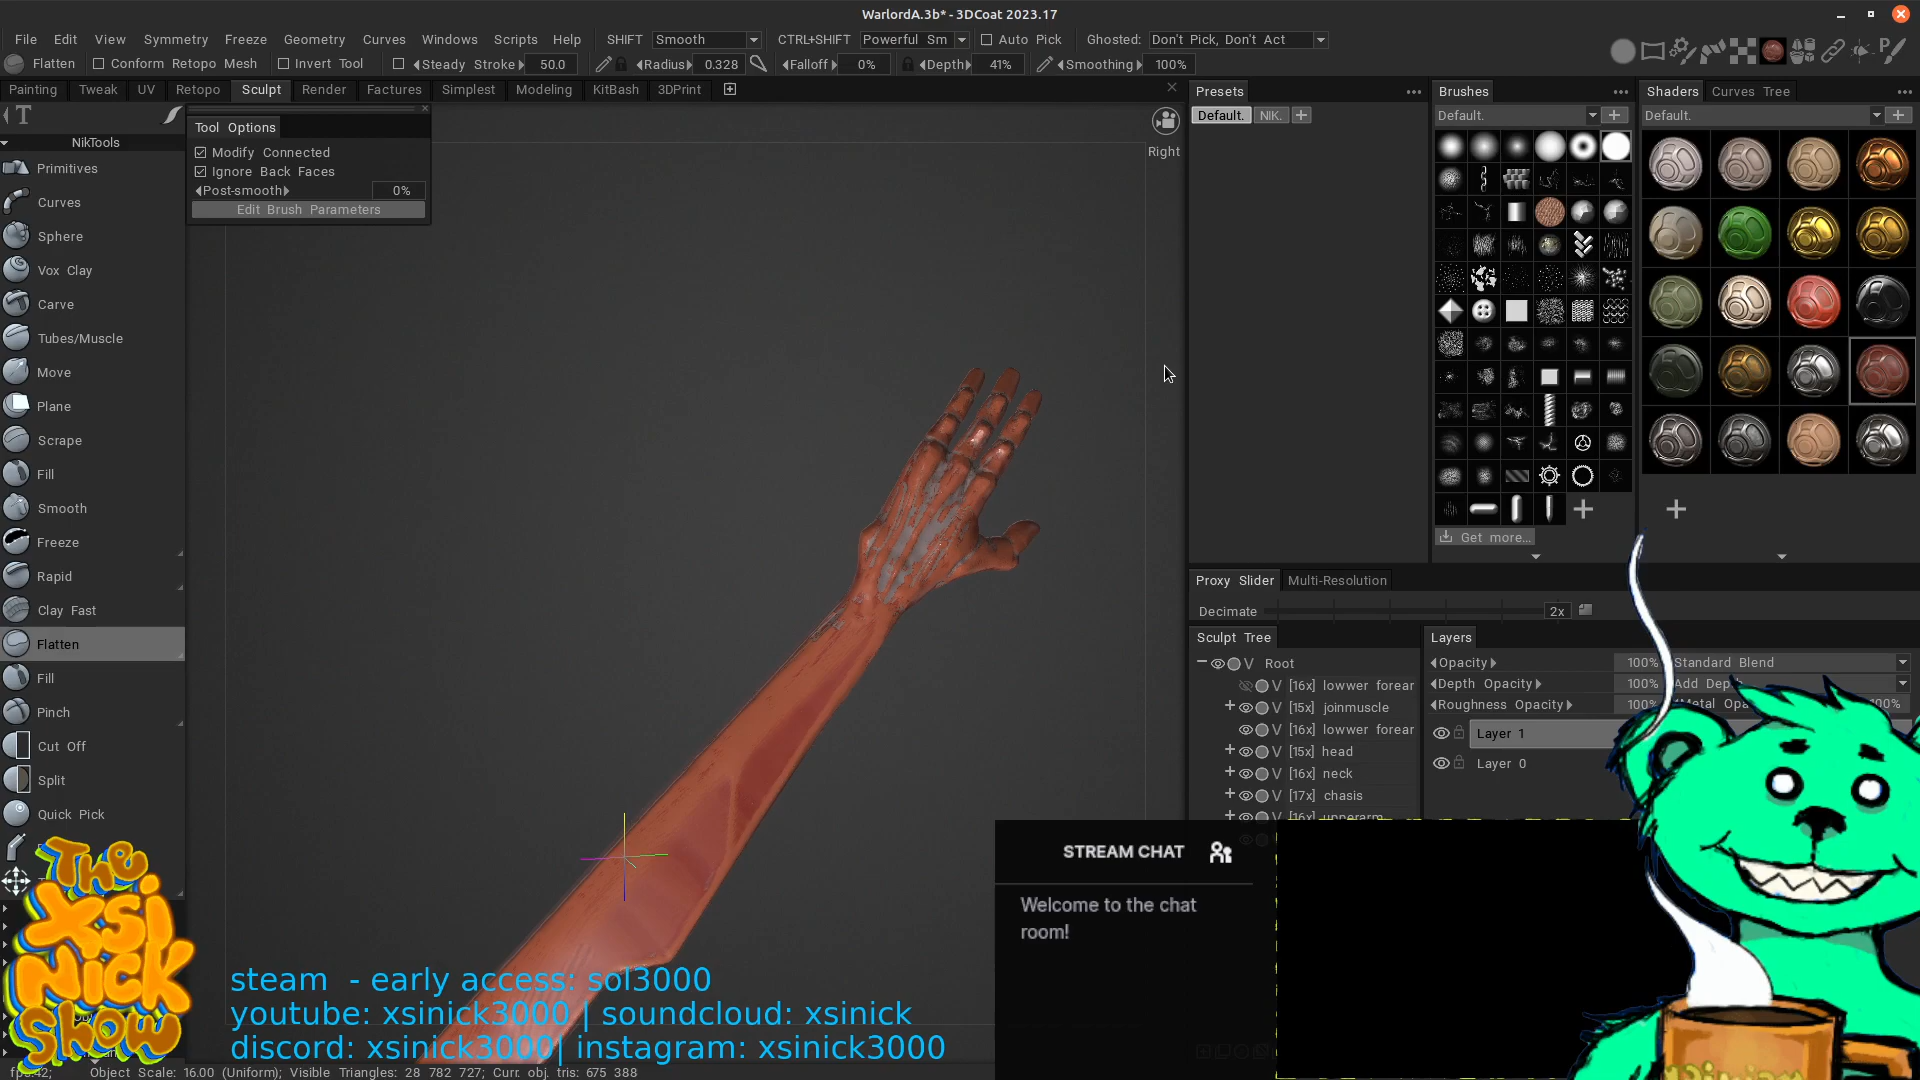 WarlordA.3b* - 3DCoat 2023.17
File Edit View Symmetry Freeze Geometry Curves Windows Scripts Help SHIFT Smooth CTRL+SHIFT Powerful Sm Auto Pick Ghosted: Don't Pick, Don't Act
Flatten Conform Retopo Mesh Invert Tool Steady Stroke 50.0 Radius 0.328 Falloff 0% Depth 41% Smoothing 100%
Painting Tweak UV Retopo Sculpt Render Factures Simplest Modeling KitBash 3DPrint
T
NikTools
Primitives
Curves
Sphere
Vox Clay
Carve
Tubes/Muscle
Move
Plane
Scrape
Fill
Smooth
Freeze
Rapid
Clay Fast
Flatten
Fill
Pinch
Cut Off
Split
Quick Pick
Tool Options
Modify Connected
Ignore Back Faces
Post-smooth 0%
Edit Brush Parameters
Right
Presets
Default. NIK.
Brushes
Default.
Get more...
Shaders Curves Tree
Default.
Proxy Slider Multi-Resolution
Decimate 2x
Sculpt Tree
Root
V [16x] lowwer forear
V [15x] joinmuscle
V [16x] lowwer forear
V [15x] head
V [16x] neck
V [17x] chasis
V [16x] upperarm
Layers
Opacity 100% Standard Blend
Depth Opacity 100% Add Depth
Roughness Opacity 100% Metal Opa 100%
Layer 1
Layer 0
STREAM CHAT
Welcome to the chat
room!
The
XSI
NICK
Show
steam - early access: sol3000
youtube: xsinick3000 | soundcloud: xsinick
discord: xsinick3000| instagram: xsinick3000
fps:42; Object Scale: 16.00 (Uniform); Visible Triangles: 28 782 727; Curr. obj. tris: 675 388